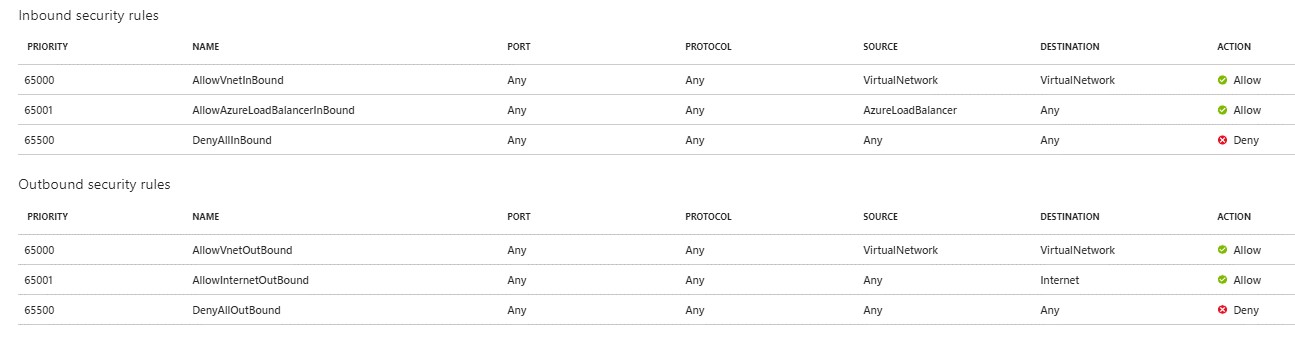 Inbound security rules
PRIORITY NAME PORT PROTOCOL SOURCE DESTINATION ACTION
65000 AllowVnetInBound Any Any VirtualNetwork VirtualNetwork Allow
65001 AllowAzureLoadBalancerInBound Any Any AzureLoadBalancer Any Allow
65500 DenyAllInBound Any Any Any Any Deny
Outbound security rules
PRIORITY NAME PORT PROTOCOL SOURCE DESTINATION ACTION
65000 AllowVnetOutBound Any Any VirtualNetwork VirtualNetwork Allow
65001 AllowInternetOutBound Any Any Any Internet Allow
65500 DenyAllOutBound Any Any Any Any Deny